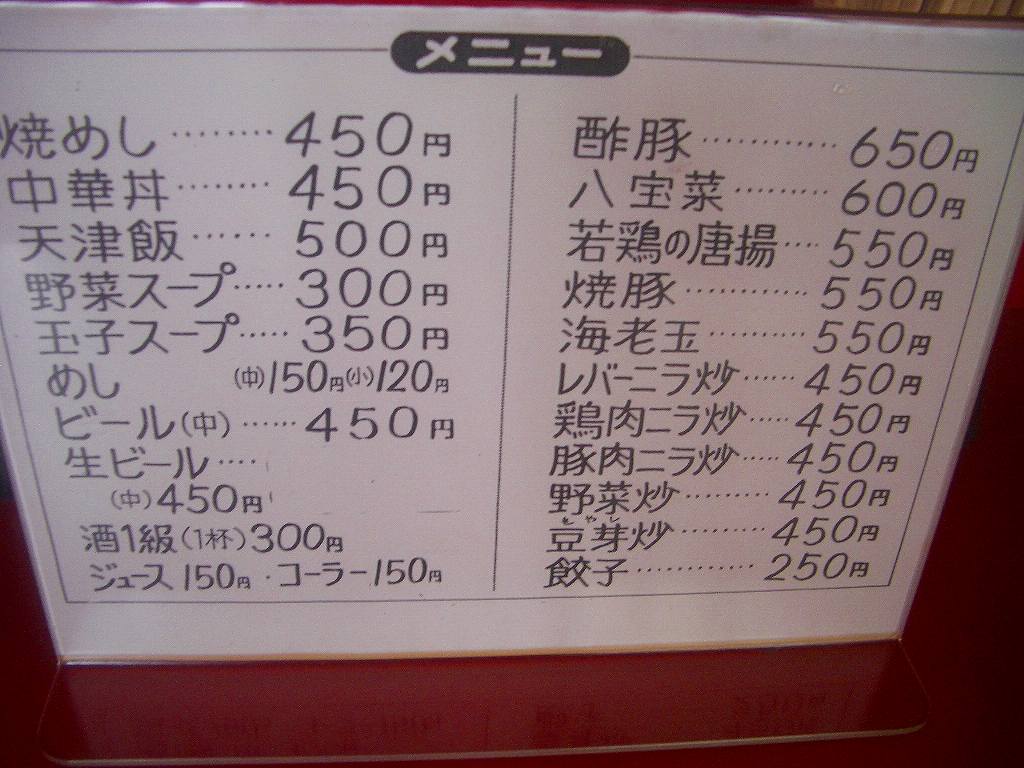 メニュー
焼めし ········ 450円
中華丼 ········ 450円
天津飯 ······ 500円
野菜スープ ····· 300円
玉子スープ ····· 350円
めし (中)150円(小)120円
ビール(中) ······ 450円
生ビール ····
(中)450円
酒1級(1杯)300円
ジュース150円・コーラー150円
酢豚 ············ 650円
八宝菜 ········· 600円
若鶏の唐揚 ···· 550円
焼豚 ············ 550円
海老玉 ·········· 550円
レバーニラ炒 ······ 450円
鶏肉ニラ炒 ····· 450円
豚肉ニラ炒 ····· 450円
野菜炒 ·········· 450円
もやし
豆芽炒 ·········· 450円
餃子 ············ 250円